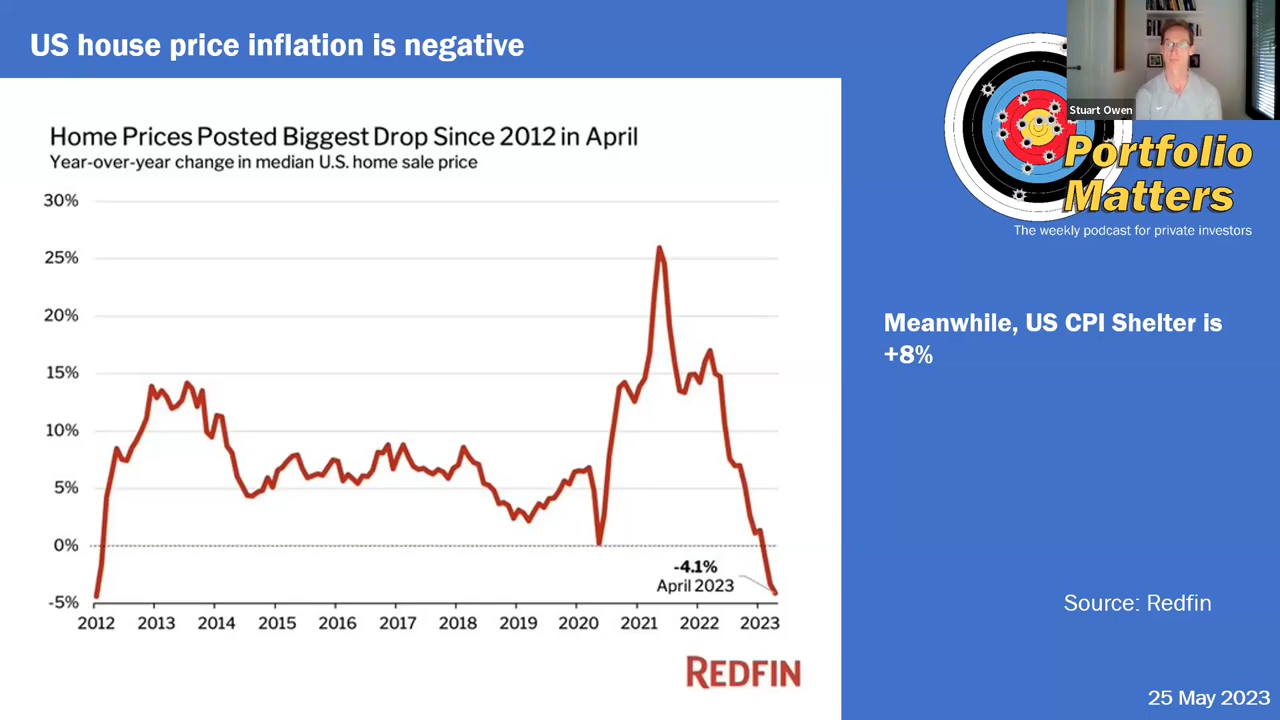 US house price inflation is negative
Stuart Owen
Portfolio
Matters
The weekly podcast for private investors
Home Prices Posted Biggest Drop Since 2012 in April
Year-over-year change in median U.S. home sale price
30%
25%
20%
15%
10%
5%
0%
-5%
-4.1%
April 2023
2012 2013 2014 2015 2016 2017 2018 2019 2020 2021 2022 2023
REDFIN
Meanwhile, US CPI Shelter is
+8%
Source: Redfin
25 May 2023